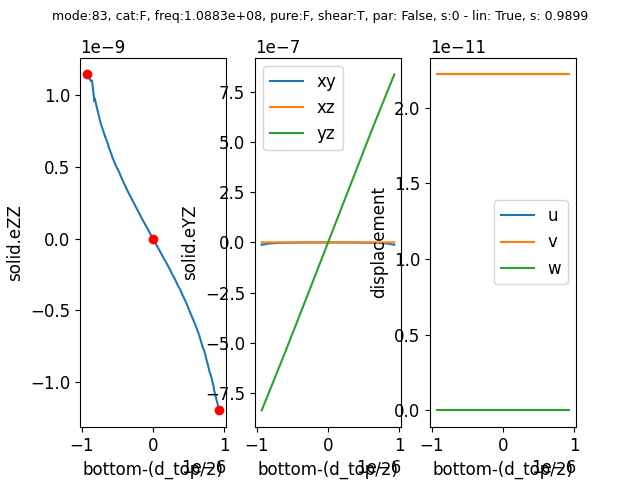 mode:83, cat:F, freq:1.0883e+08, pure:F, shear:T, par: False, s:0 - lin: True, s: 0.9899
1e−9
1.0
0.5
0.0
−0.5
−1.0
solid.eZZ
−1
0
1
1e−6
bottom-(d_top/2)
1e−7
7.5
5.0
2.5
0.0
−2.5
−5.0
−7.5
solid.eYZ
xy
xz
yz
−1
0
1
1e−6
bottom-(d_top/2)
1e−11
2.0
1.5
1.0
0.5
0.0
displacement
u
v
w
−1
0
1
1e−6
bottom-(d_top/2)